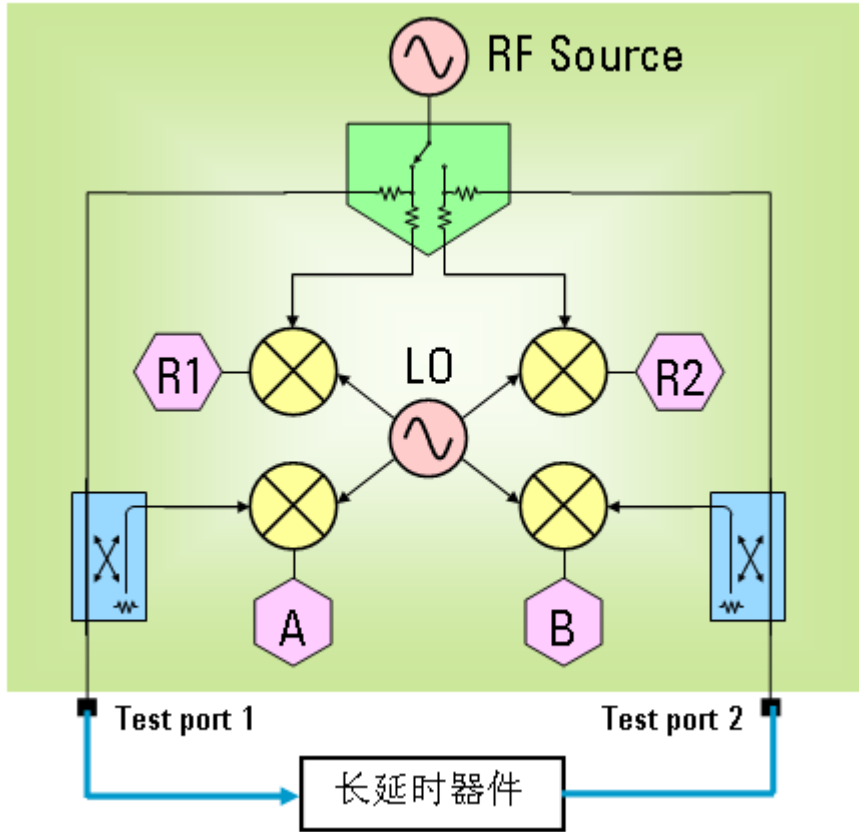 RF Source
R1
LO
R2
A
B
Test port 1
Test port 2
长延时器件